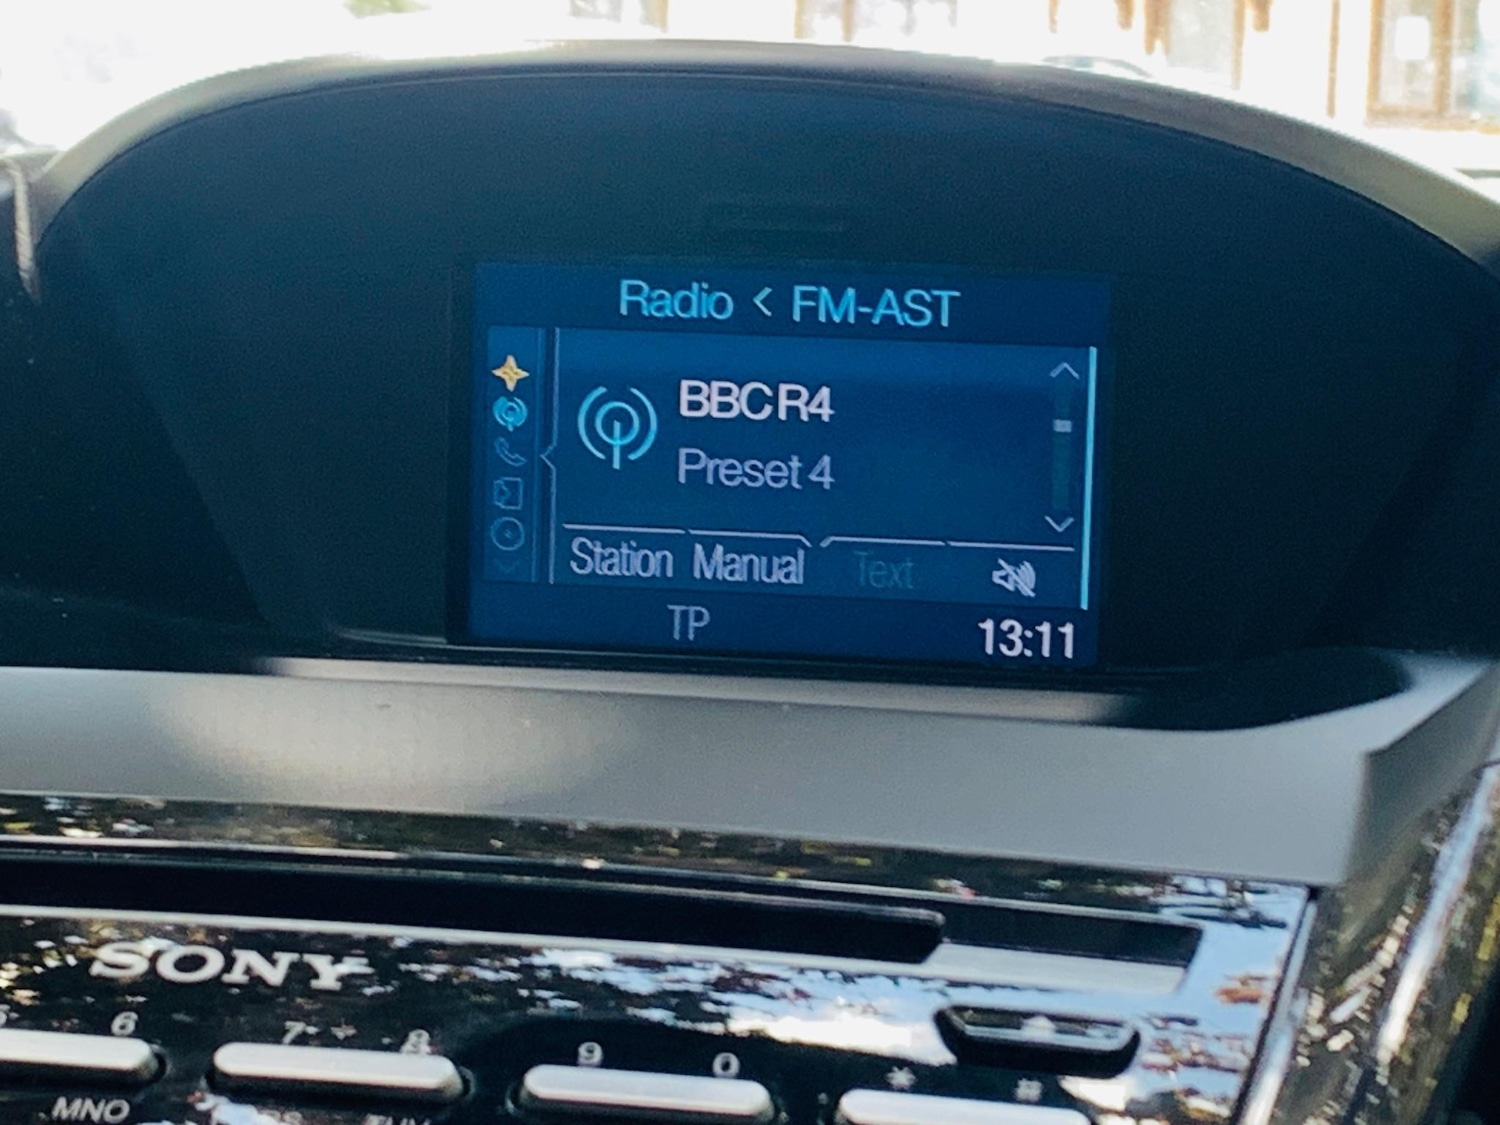 Radio < FM-AST
BBC R4
Preset 4
Station Manual Text
TP 13:11
SONY
6 7 8 9 0 * #
MNO